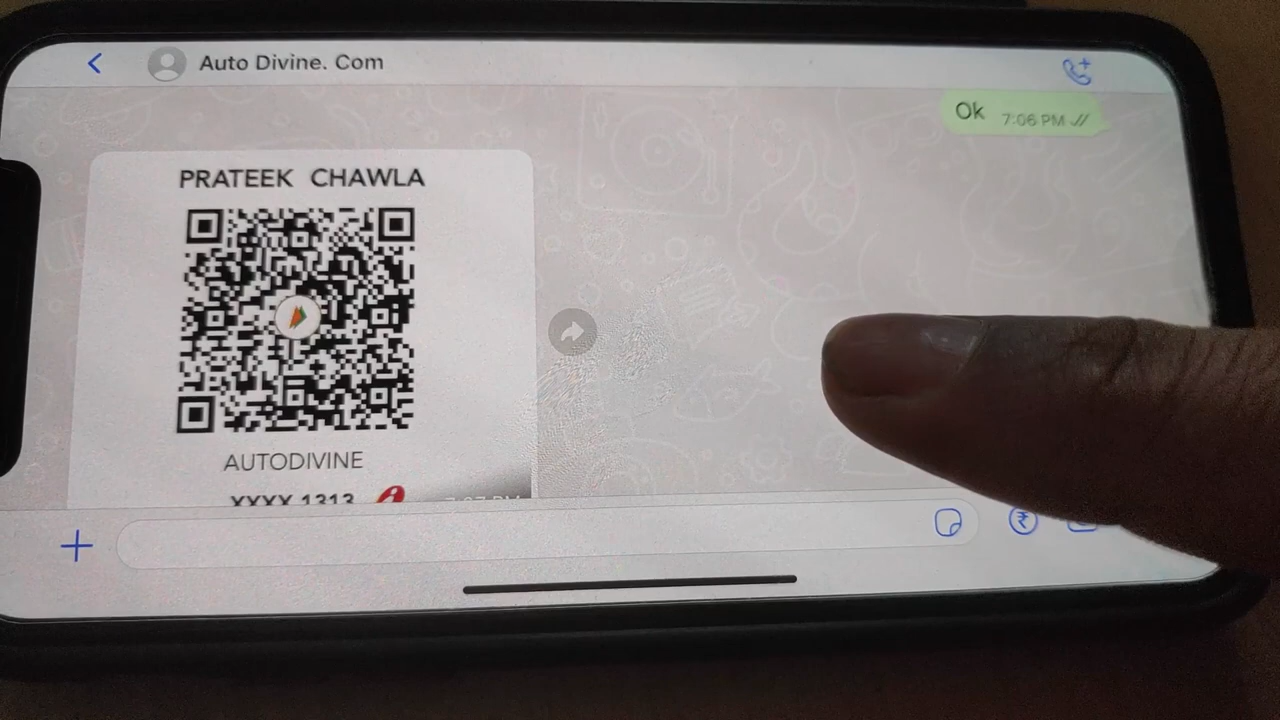 Auto Divine. Com
Ok 7:06 PM
PRATEEK CHAWLA
AUTODIVINE
XXXX 1313